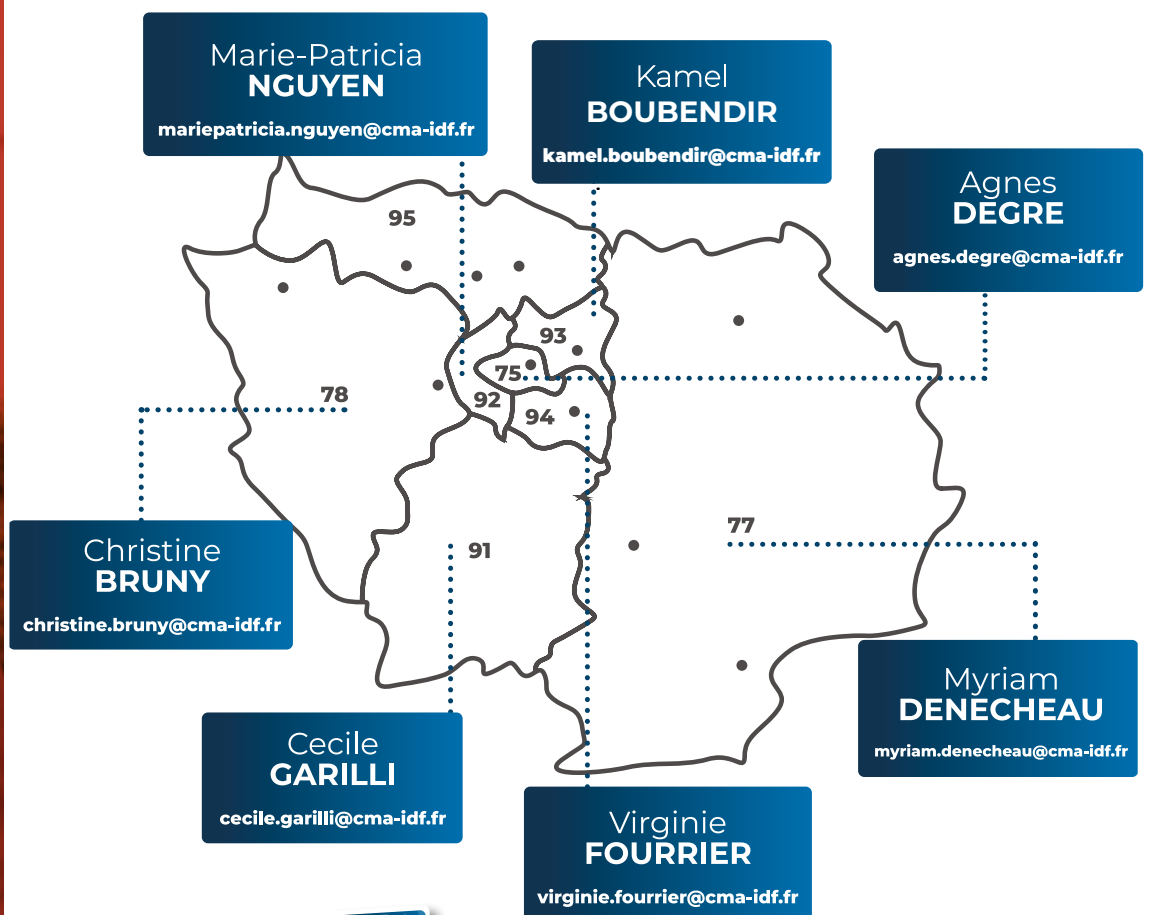 Marie-Patricia
NGUYEN
mariepatricia.nguyen@cma-idf.fr
Kamel
BOUBENDIR
kamel.boubendir@cma-idf.fr
Agnes
DEGRE
agnes.degre@cma-idf.fr
95
93
75
78
92
94
77
91
Christine
BRUNY
christine.bruny@cma-idf.fr
Myriam
DENECHEAU
myriam.denecheau@cma-idf.fr
Cecile
GARILLI
cecile.garilli@cma-idf.fr
Virginie
FOURRIER
virginie.fourrier@cma-idf.fr